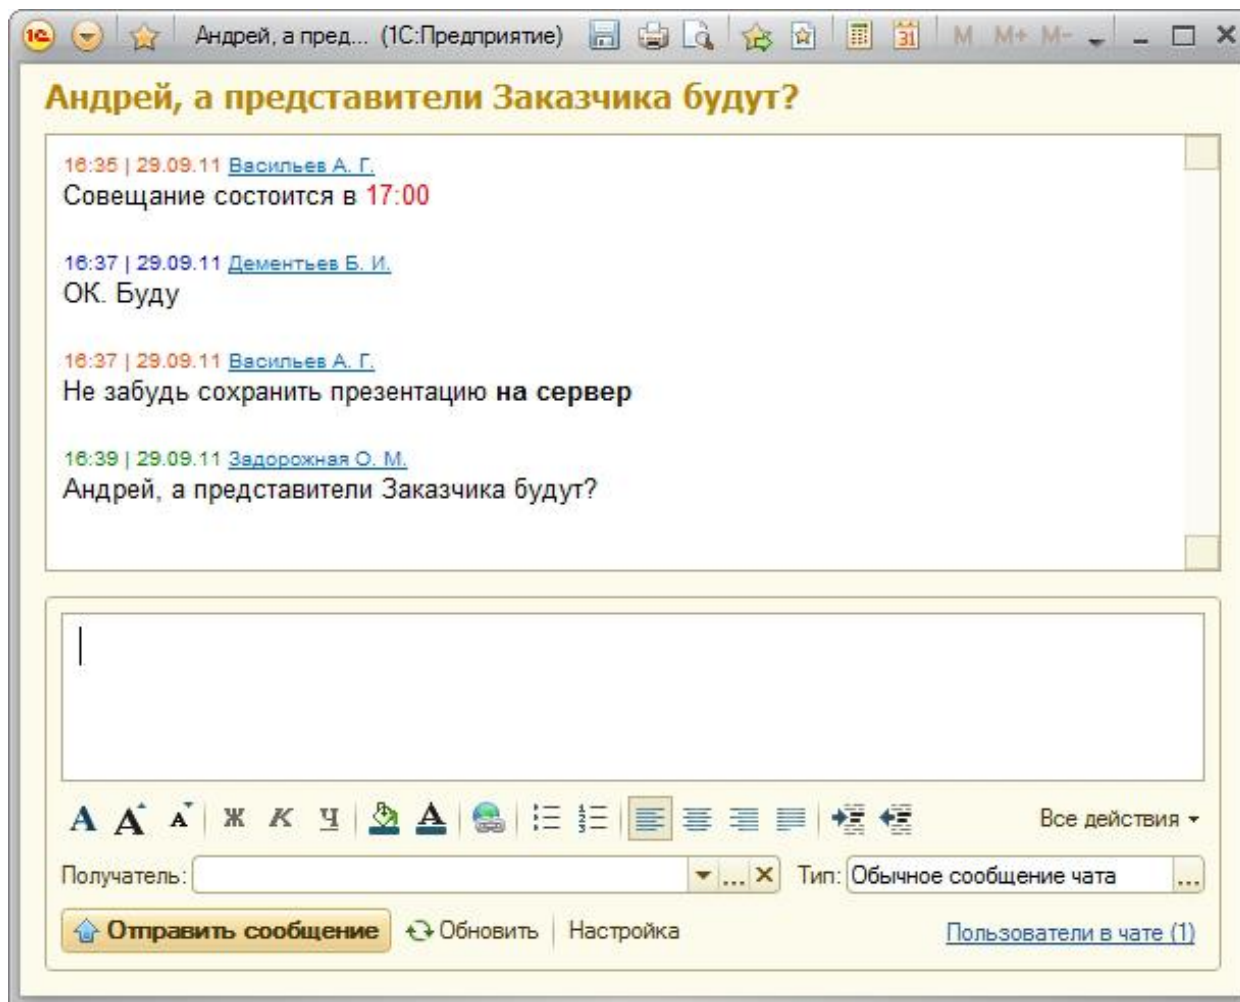 1С Андрей, а пред... (1С:Предприятие) 31 M M+ M-
Андрей, а представители Заказчика будут?
16:35 | 29.09.11 Васильев А. Г.
Совещание состоится в 17:00
16:37 | 29.09.11 Дементьев Б. И.
ОК. Буду
16:37 | 29.09.11 Васильев А. Г.
Не забудь сохранить презентацию на сервер
16:39 | 29.09.11 Задорожная О. М.
Андрей, а представители Заказчика будут?
А А А Ж К Ч А Все действия
Получатель: ... Тип: Обычное сообщение чата ...
Отправить сообщение Обновить Настройка Пользователи в чате (1)